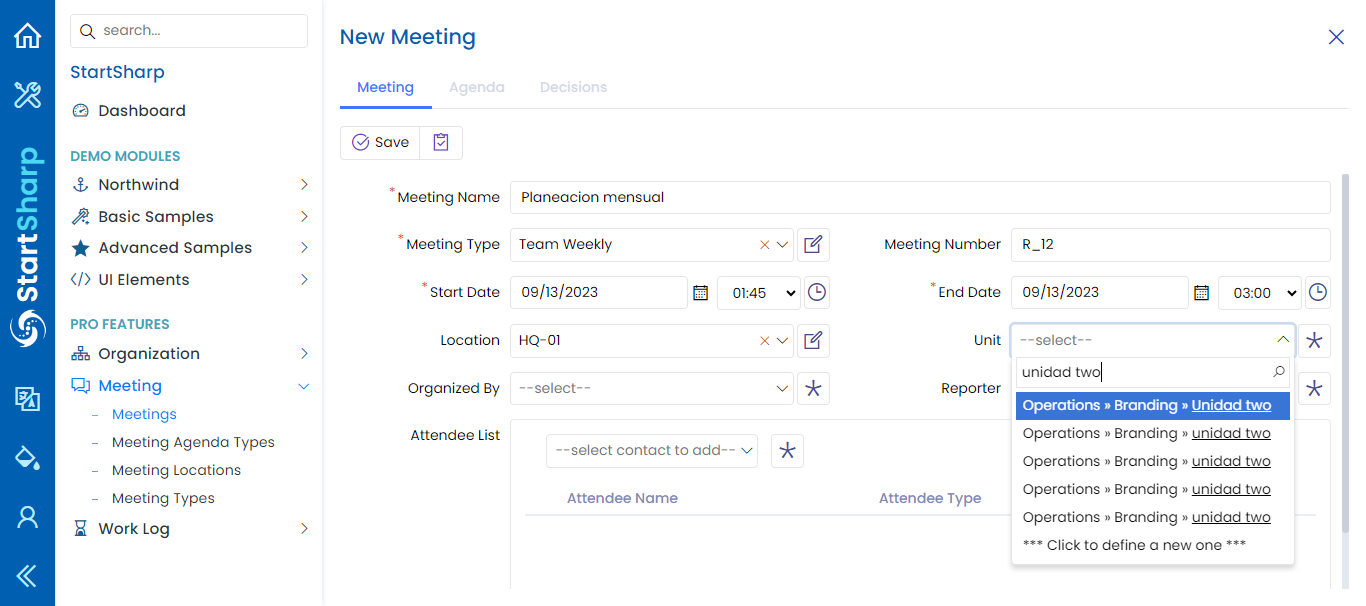 search...
StartSharp
Dashboard
DEMO MODULES
Northwind
Basic Samples
Advanced Samples
UI Elements
PRO FEATURES
Organization
Meeting
Meetings
Meeting Agenda Types
Meeting Locations
Meeting Types
Work Log
StartSharp
New Meeting
Meeting Agenda Decisions
Save
* Meeting Name Planeacion mensual
* Meeting Type Team Weekly Meeting Number R_12
* Start Date 09/13/2023 01:45 * End Date 09/13/2023 03:00
Location HQ-01 Unit --select--
unidad two
Organized By --select-- Reporter
Operations » Branding » Unidad two
Operations » Branding » unidad two
Operations » Branding » unidad two
Operations » Branding » unidad two
Operations » Branding » unidad two
*** Click to define a new one ***
Attendee List
--select contact to add--
Attendee Name Attendee Type